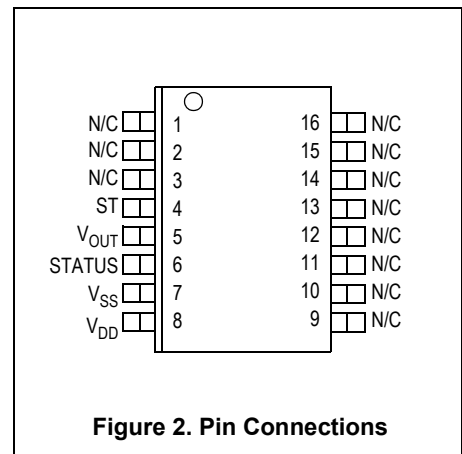 N/C 1 16 N/C
N/C 2 15 N/C
N/C 3 14 N/C
ST 4 13 N/C
VOUT 5 12 N/C
STATUS 6 11 N/C
VSS 7 10 N/C
VDD 8 9 N/C
Figure 2. Pin Connections